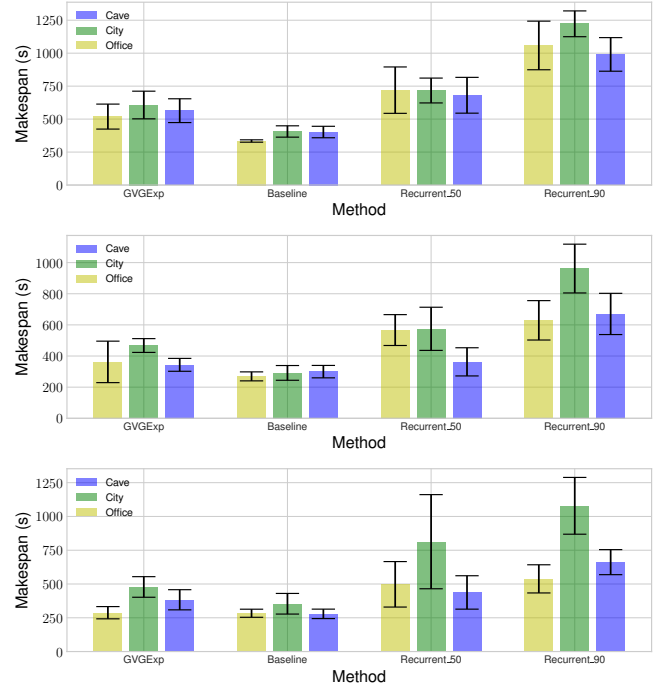 1250
1000
750
500
250
0
Makespan (s)
Cave
City
Office
GVGExp Baseline Recurrent_50 Recurrent_90
Method
1000
800
600
400
200
0
Makespan (s)
Cave
City
Office
GVGExp Baseline Recurrent_50 Recurrent_90
Method
1250
1000
750
500
250
0
Makespan (s)
Cave
City
Office
GVGExp Baseline Recurrent_50 Recurrent_90
Method